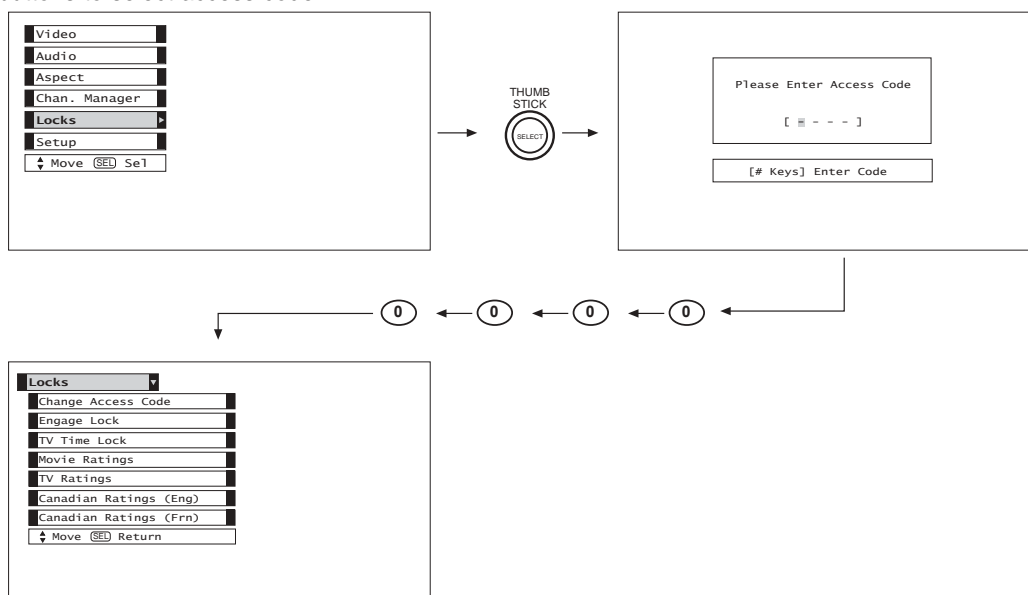 Video
Audio
Aspect
Chan. Manager
Locks
Setup
Move SEL Sel
THUMB
STICK
SELECT
Please Enter Access Code
[ - - - - ]
[# Keys] Enter Code
0 0 0 0
Locks
Change Access Code
Engage Lock
TV Time Lock
Movie Ratings
TV Ratings
Canadian Ratings (Eng)
Canadian Ratings (Frn)
Move SEL Return